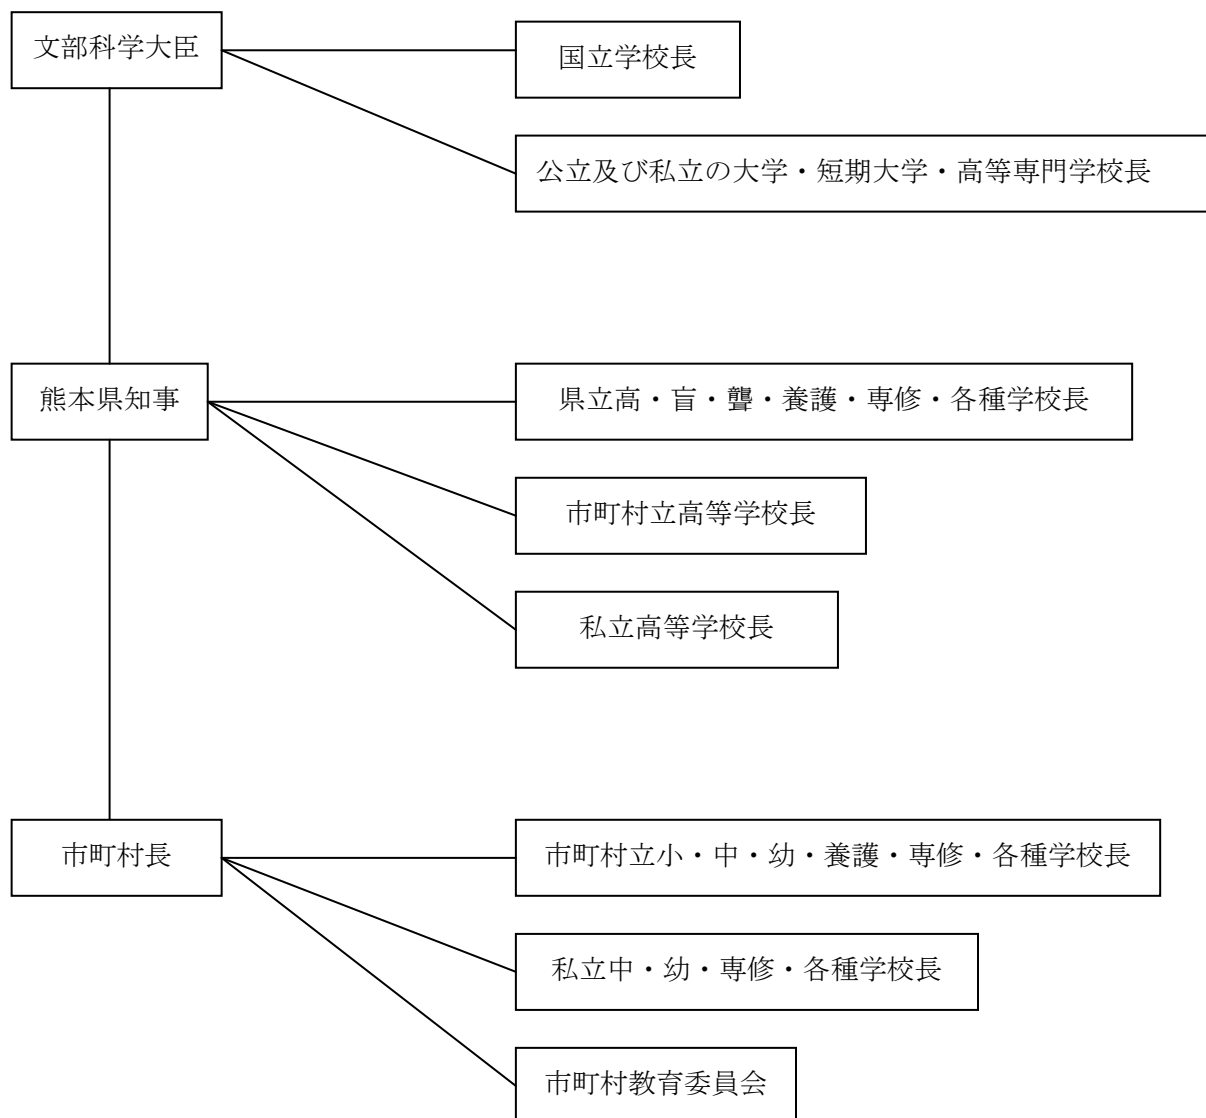 文部科学大臣
国立学校長
公立及び私立の大学・短期大学・高等専門学校長
熊本県知事
県立高・盲・聾・養護・専修・各種学校長
市町村立高等学校長
私立高等学校長
市町村長
市町村立小・中・幼・養護・専修・各種学校長
私立中・幼・専修・各種学校長
市町村教育委員会